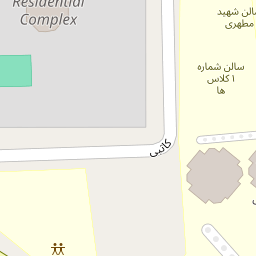 Residential
Complex
سالن شهید
مطهری
سالن شماره
۱ کلاس
ها
کاتبی